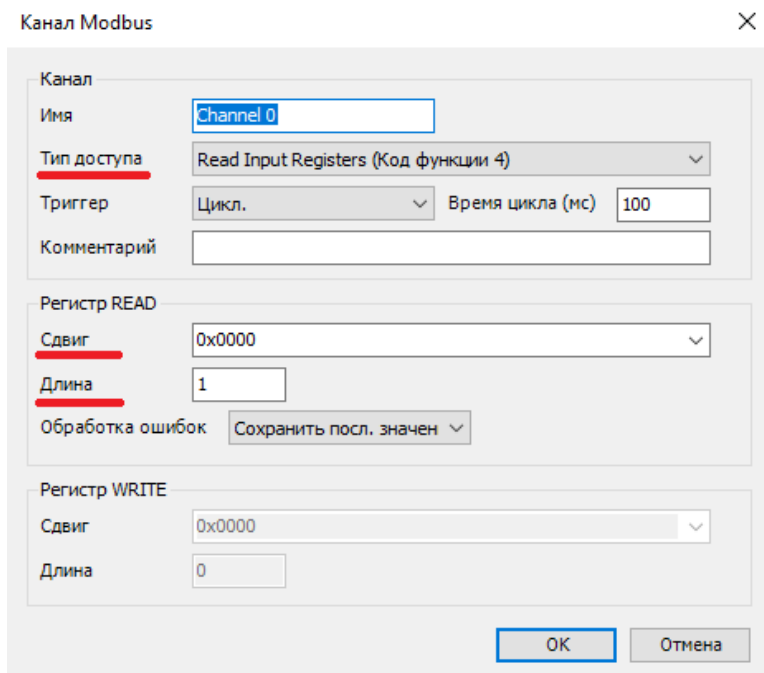 Канал Modbus
Канал
Имя Channel 0
Тип доступа Read Input Registers (Код функции 4)
Триггер Цикл. Время цикла (мс) 100
Комментарий
Регистр READ
Сдвиг 0x0000
Длина 1
Обработка ошибок Сохранить посл. значен
Регистр WRITE
Сдвиг 0x0000
Длина 0
OK Отмена